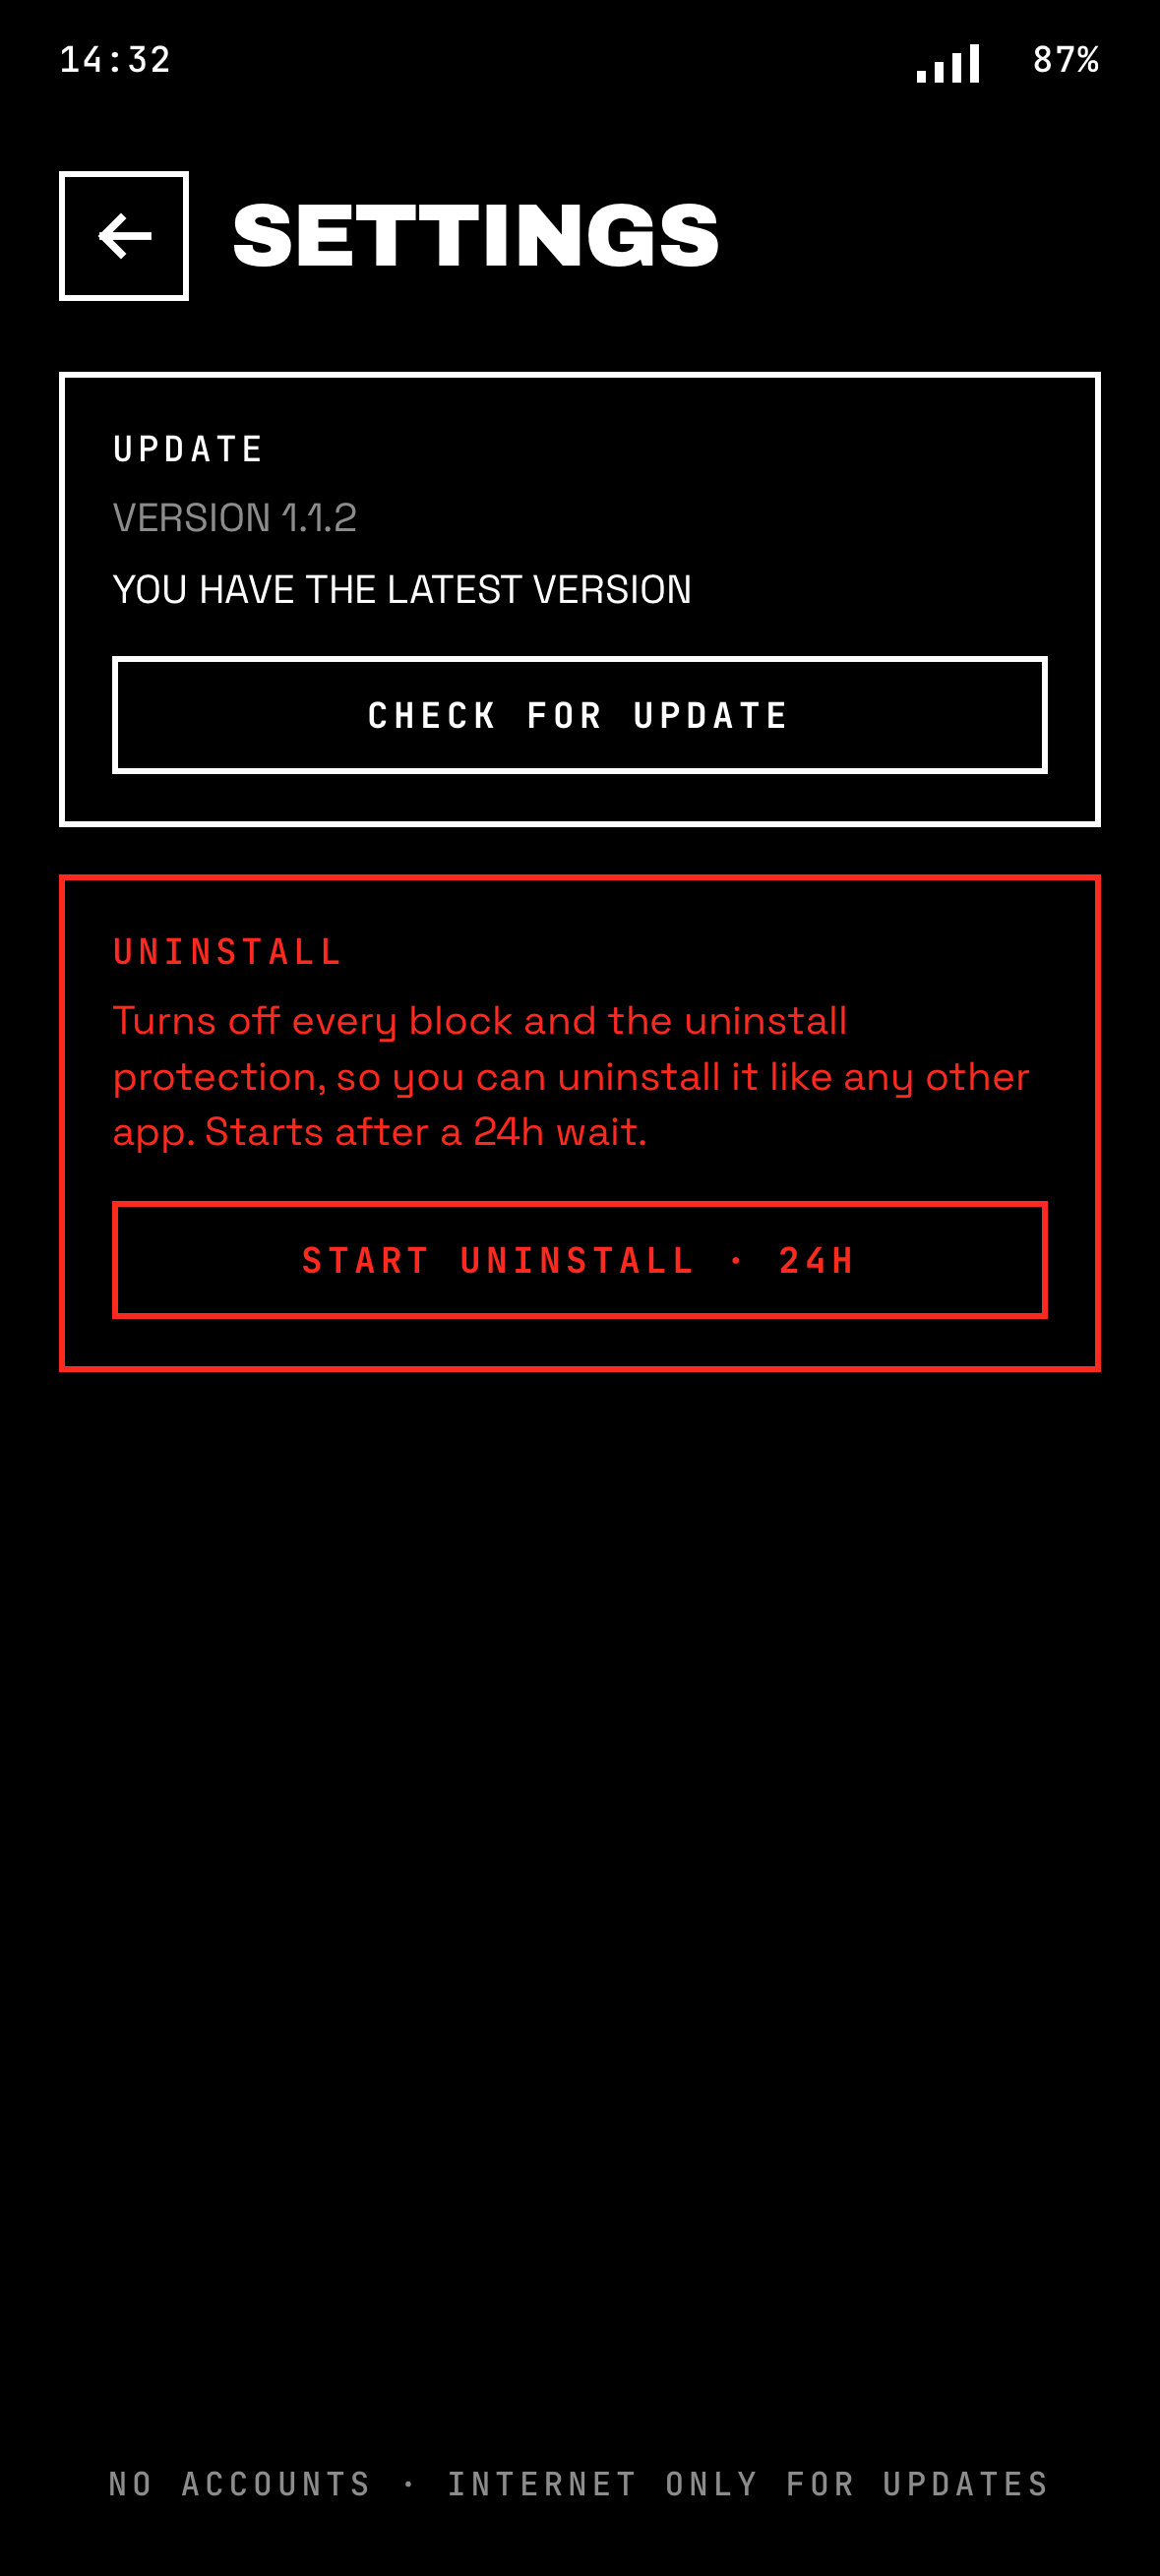 14:32
87%
SETTINGS
UPDATE
VERSION 1.1.2
YOU HAVE THE LATEST VERSION
CHECK FOR UPDATE
UNINSTALL
Turns off every block and the uninstall
protection, so you can uninstall it like any other
app. Starts after a 24h wait.
START UNINSTALL · 24H
NO ACCOUNTS · INTERNET ONLY FOR UPDATES